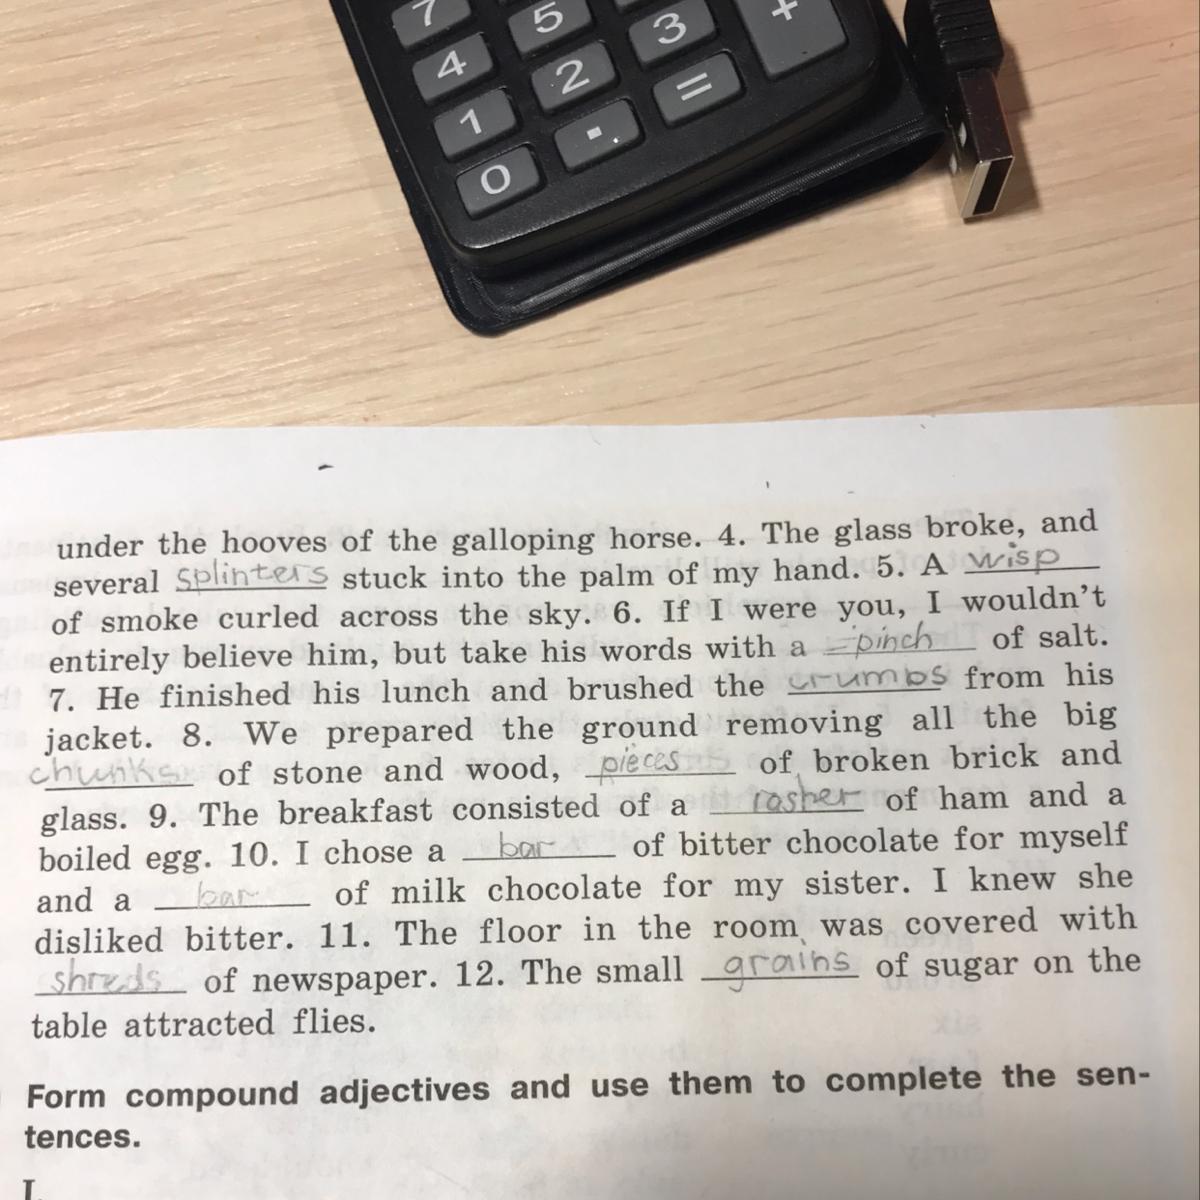 7 5 3 +
4 2 =
1 .
0
under the hooves of the galloping horse. 4. The glass broke, and
several splinters stuck into the palm of my hand. 5. A wisp
of smoke curled across the sky. 6. If I were you, I wouldn't
entirely believe him, but take his words with a pinch of salt.
7. He finished his lunch and brushed the crumbs from his
jacket. 8. We prepared the ground removing all the big
chunks of stone and wood, pieces of broken brick and
glass. 9. The breakfast consisted of a rasher of ham and a
boiled egg. 10. I chose a bar of bitter chocolate for myself
and a bar of milk chocolate for my sister. I knew she
disliked bitter. 11. The floor in the room was covered with
shreds of newspaper. 12. The small grains of sugar on the
table attracted flies.
Form compound adjectives and use them to complete the sen-
tences.
I.